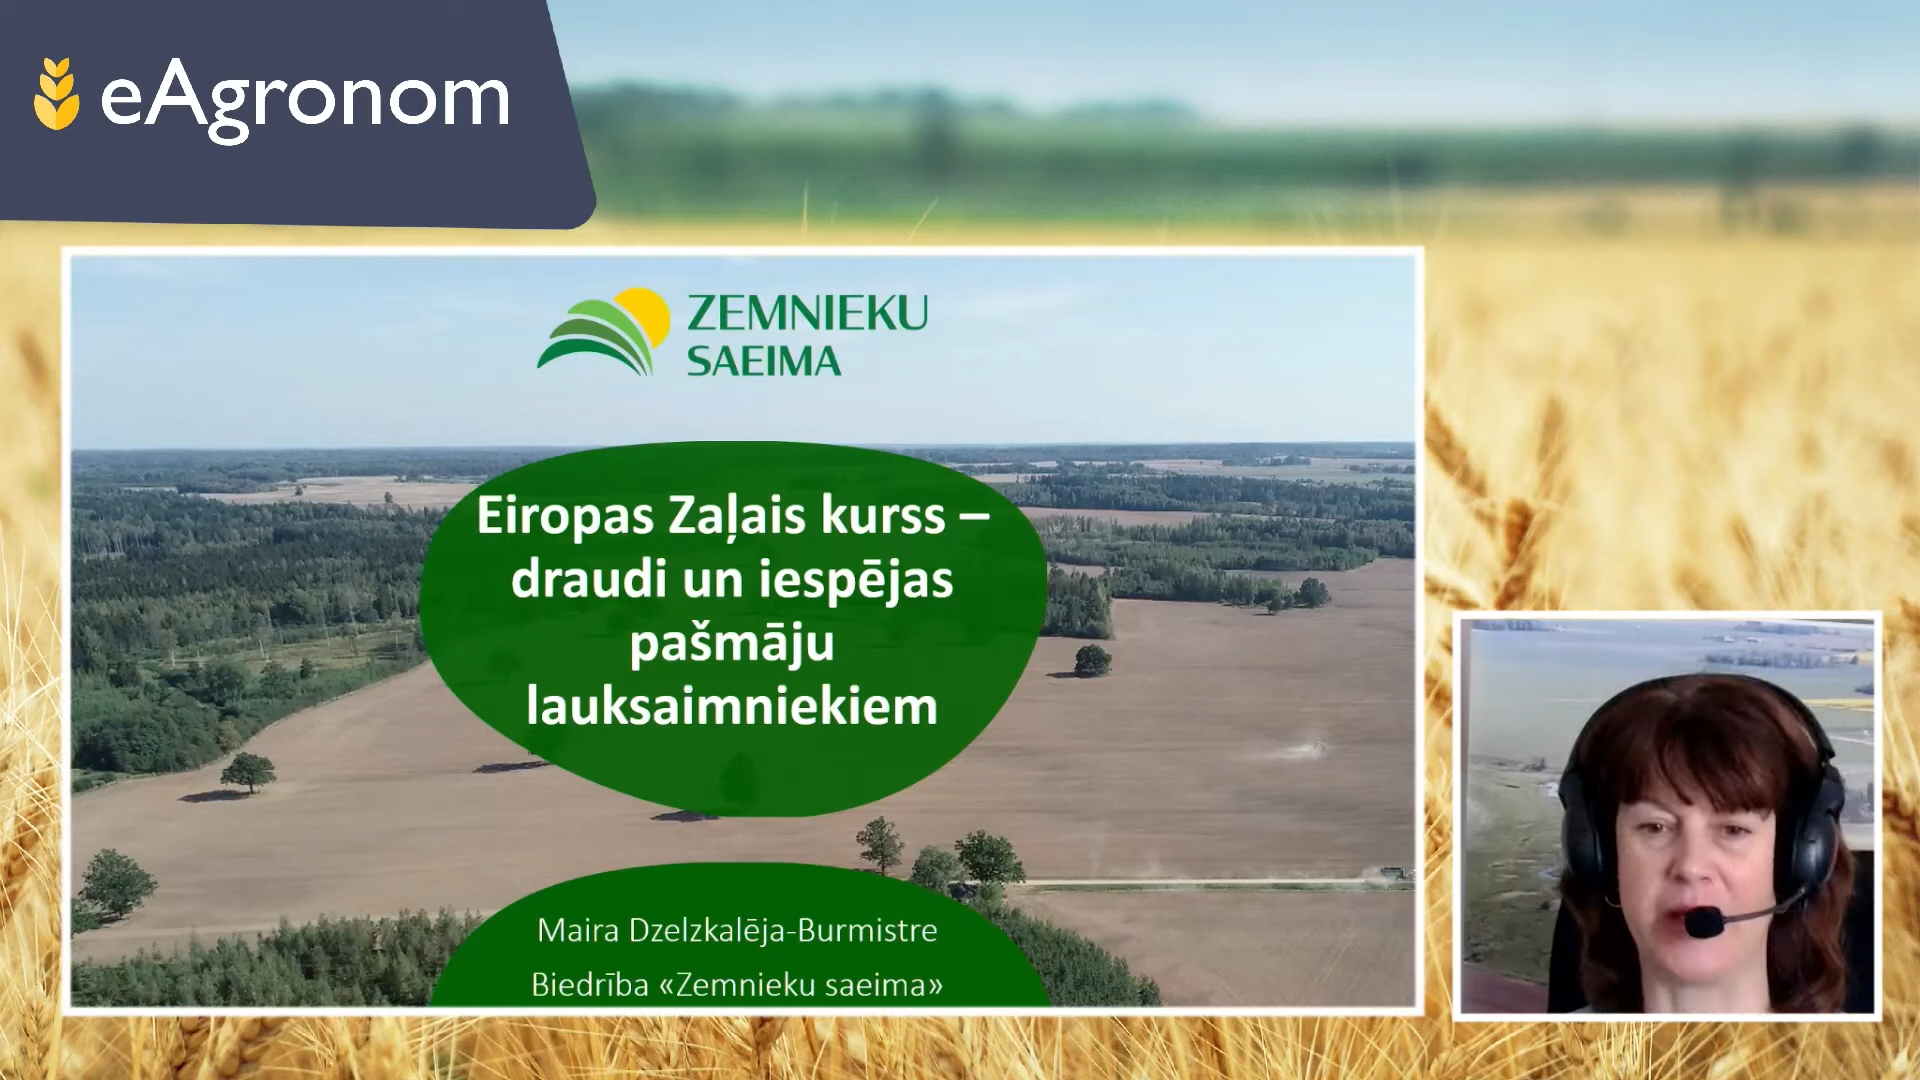 eAgronom
ZEMNIEKU
SAEIMA
Eiropas Zaļais kurss –
draudi un iespējas
pašmāju
lauksaimniekiem
Maira Dzelzkalēja-Burmistre
Biedrība «Zemnieku saeima»